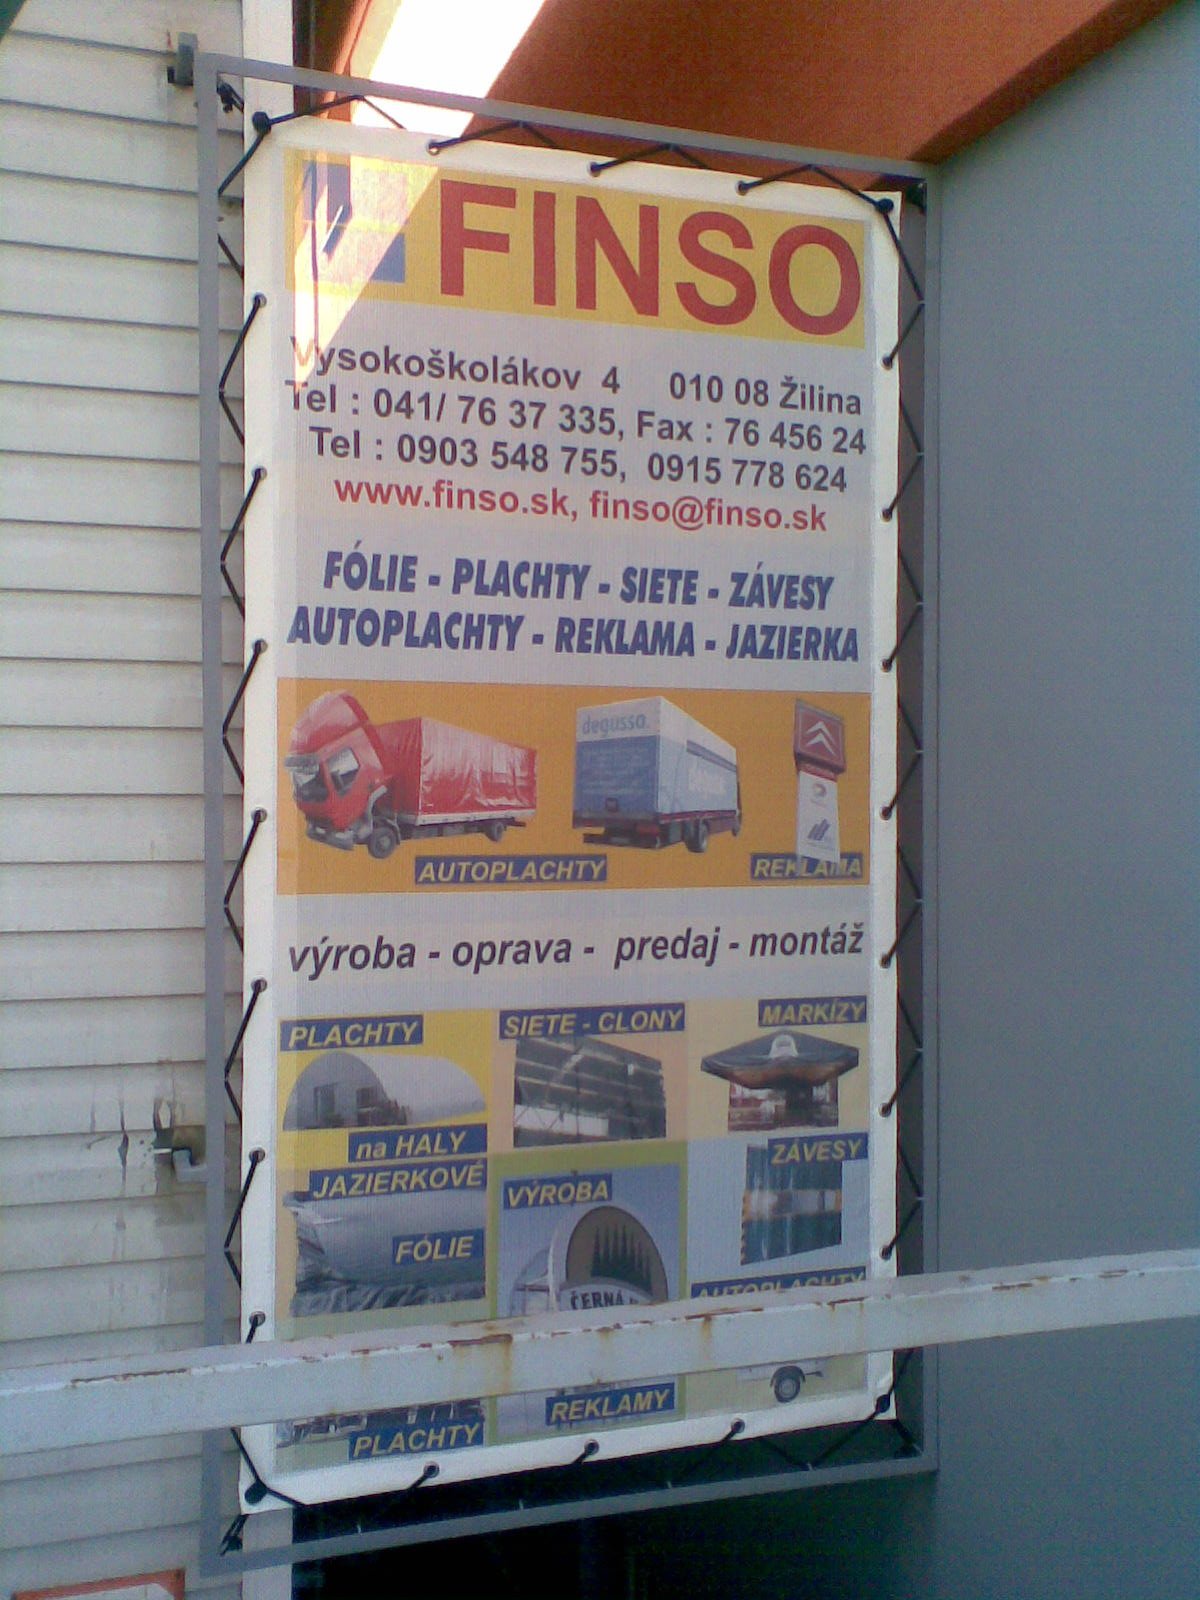 FINSO
Vysokoškolákov 4 010 08 Žilina
Tel : 041/ 76 37 335, Fax : 76 456 24
Tel : 0903 548 755, 0915 778 624
www.finso.sk, finso@finso.sk
FÓLIE - PLACHTY - SIETE - ZÁVESY
AUTOPLACHTY - REKLAMA - JAZIERKA
degussa.
AUTOPLACHTY
REKLAMA
výroba - oprava - predaj - montáž
PLACHTY
na HALY
SIETE - CLONY
MARKÍZY
JAZIERKOVÉ
FÓLIE
VÝROBA
ČERNÁ
ZÁVESY
AUTOPLACHTY
REKLAMY
PLACHTY